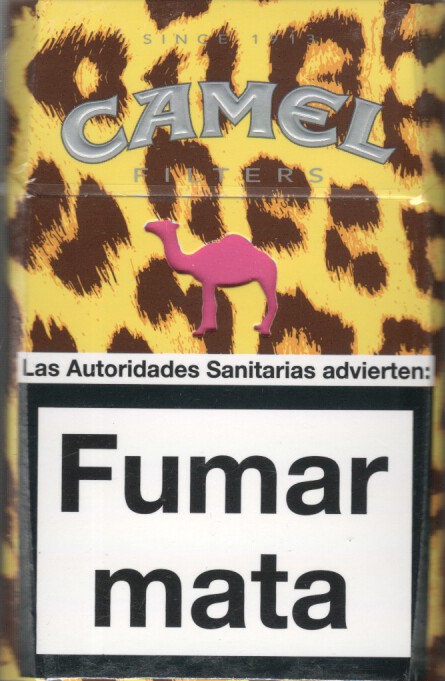 SINCE 1913
CAMEL
FILTERS
Las Autoridades Sanitarias advierten:
Fumar
mata